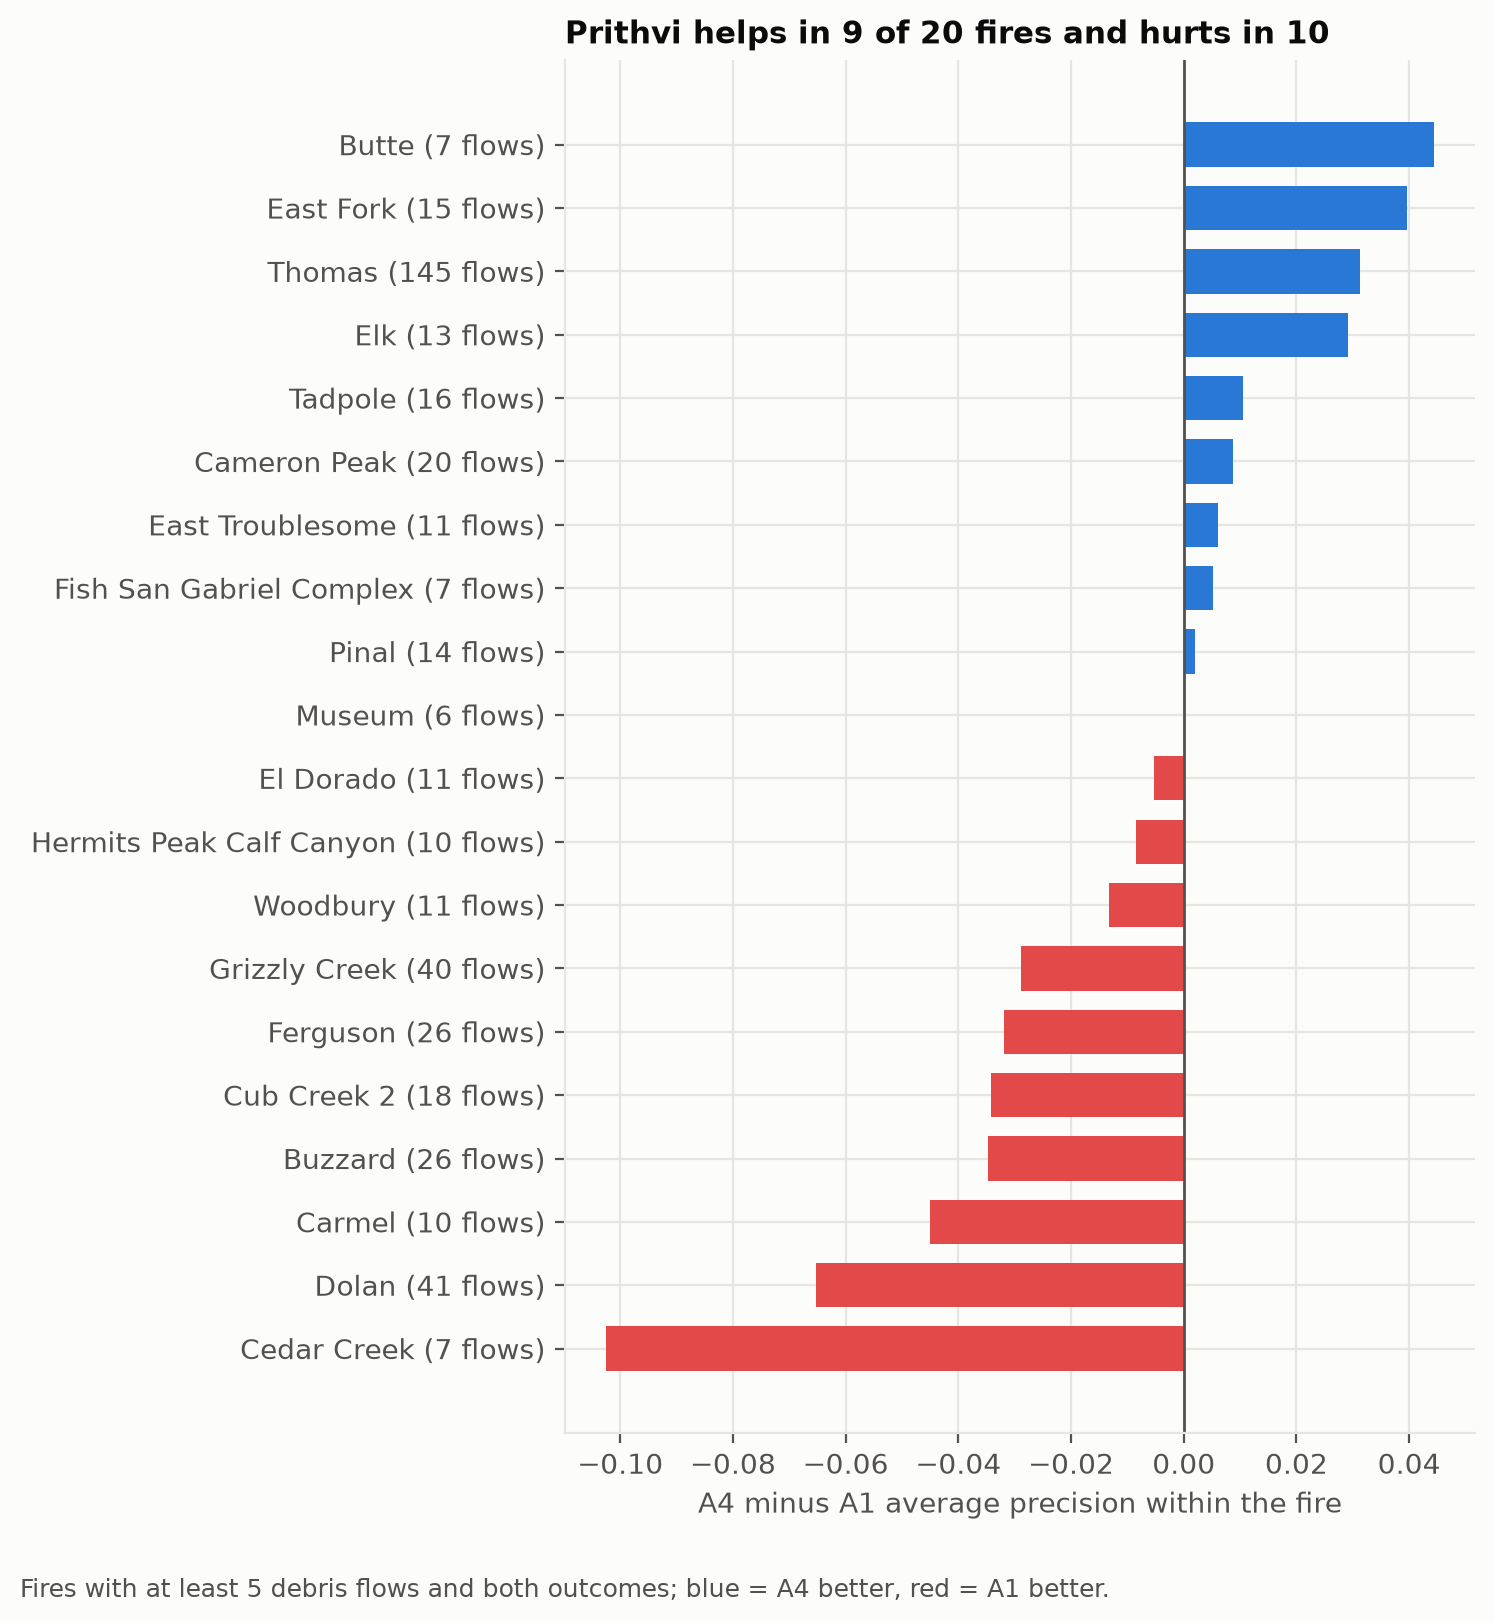 Prithvi helps in 9 of 20 fires and hurts in 10
Butte (7 flows)
East Fork (15 flows)
Thomas (145 flows)
Elk (13 flows)
Tadpole (16 flows)
Cameron Peak (20 flows)
East Troublesome (11 flows)
Fish San Gabriel Complex (7 flows)
Pinal (14 flows)
Museum (6 flows)
El Dorado (11 flows)
Hermits Peak Calf Canyon (10 flows)
Woodbury (11 flows)
Grizzly Creek (40 flows)
Ferguson (26 flows)
Cub Creek 2 (18 flows)
Buzzard (26 flows)
Carmel (10 flows)
Dolan (41 flows)
Cedar Creek (7 flows)
−0.10 −0.08 −0.06 −0.04 −0.02 0.00 0.02 0.04
A4 minus A1 average precision within the fire
Fires with at least 5 debris flows and both outcomes; blue = A4 better, red = A1 better.